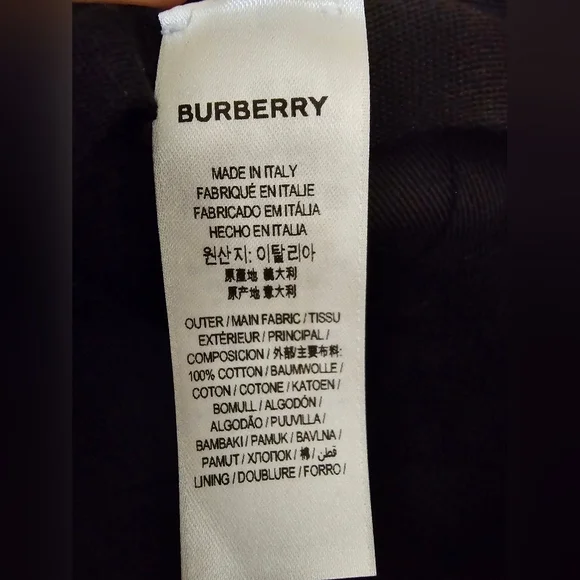 BURBERRY
MADE IN ITALY
FABRIQUÉ EN ITALIE
FABRICADO EM ITÁLIA
HECHO EN ITALIA
원산지: 이탈리아
原產地 義大利
原产地 意大利
OUTER / MAIN FABRIC / TISSU
EXTÉRIEUR / PRINCIPAL /
COMPOSICION / 外部/主要布料:
100% COTTON / BAUMWOLLE /
COTON / COTONE / KATOEN /
BOMULL / ALGODÓN /
ALGODÃO / PUUVILLA /
BAMBAKI / PAMUK / BAVLNA /
PAMUT / ХЛОПОК / 棉 / قطن /
LINING / DOUBLURE / FORRO /